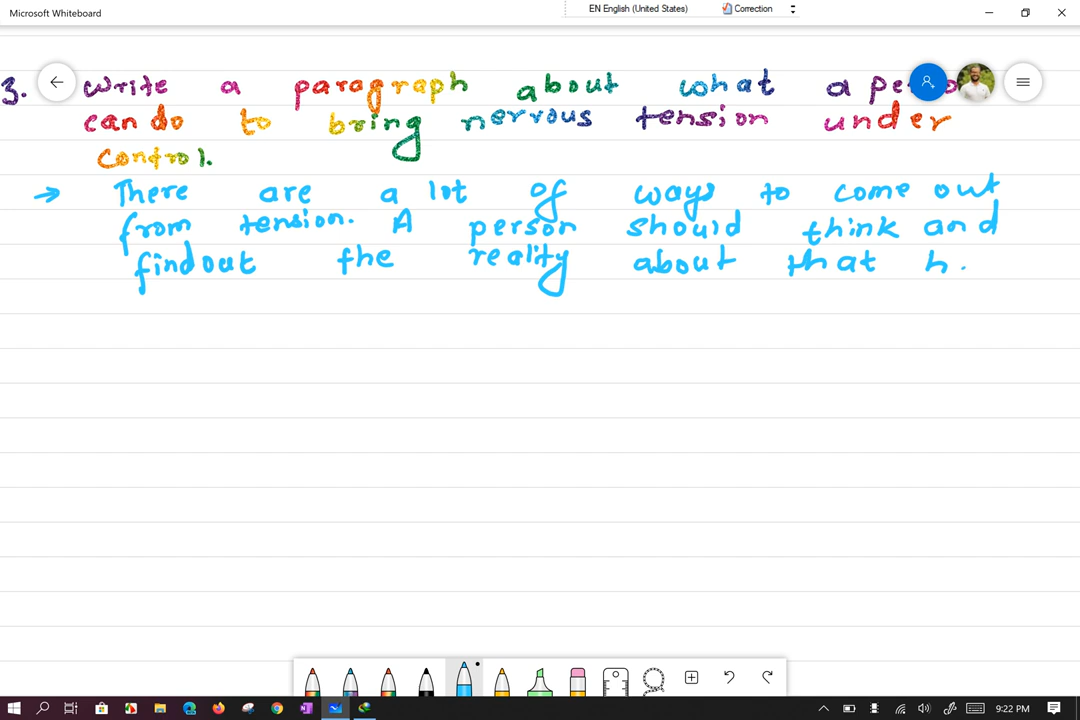 Microsoft Whiteboard
EN English (United States) Correction
3. Write a paragraph about what a
can do to bring nervous tension under
control.
→ There are a lot of ways to come out
from tension. A person should think and
findout the reality about that h.
9:22 PM